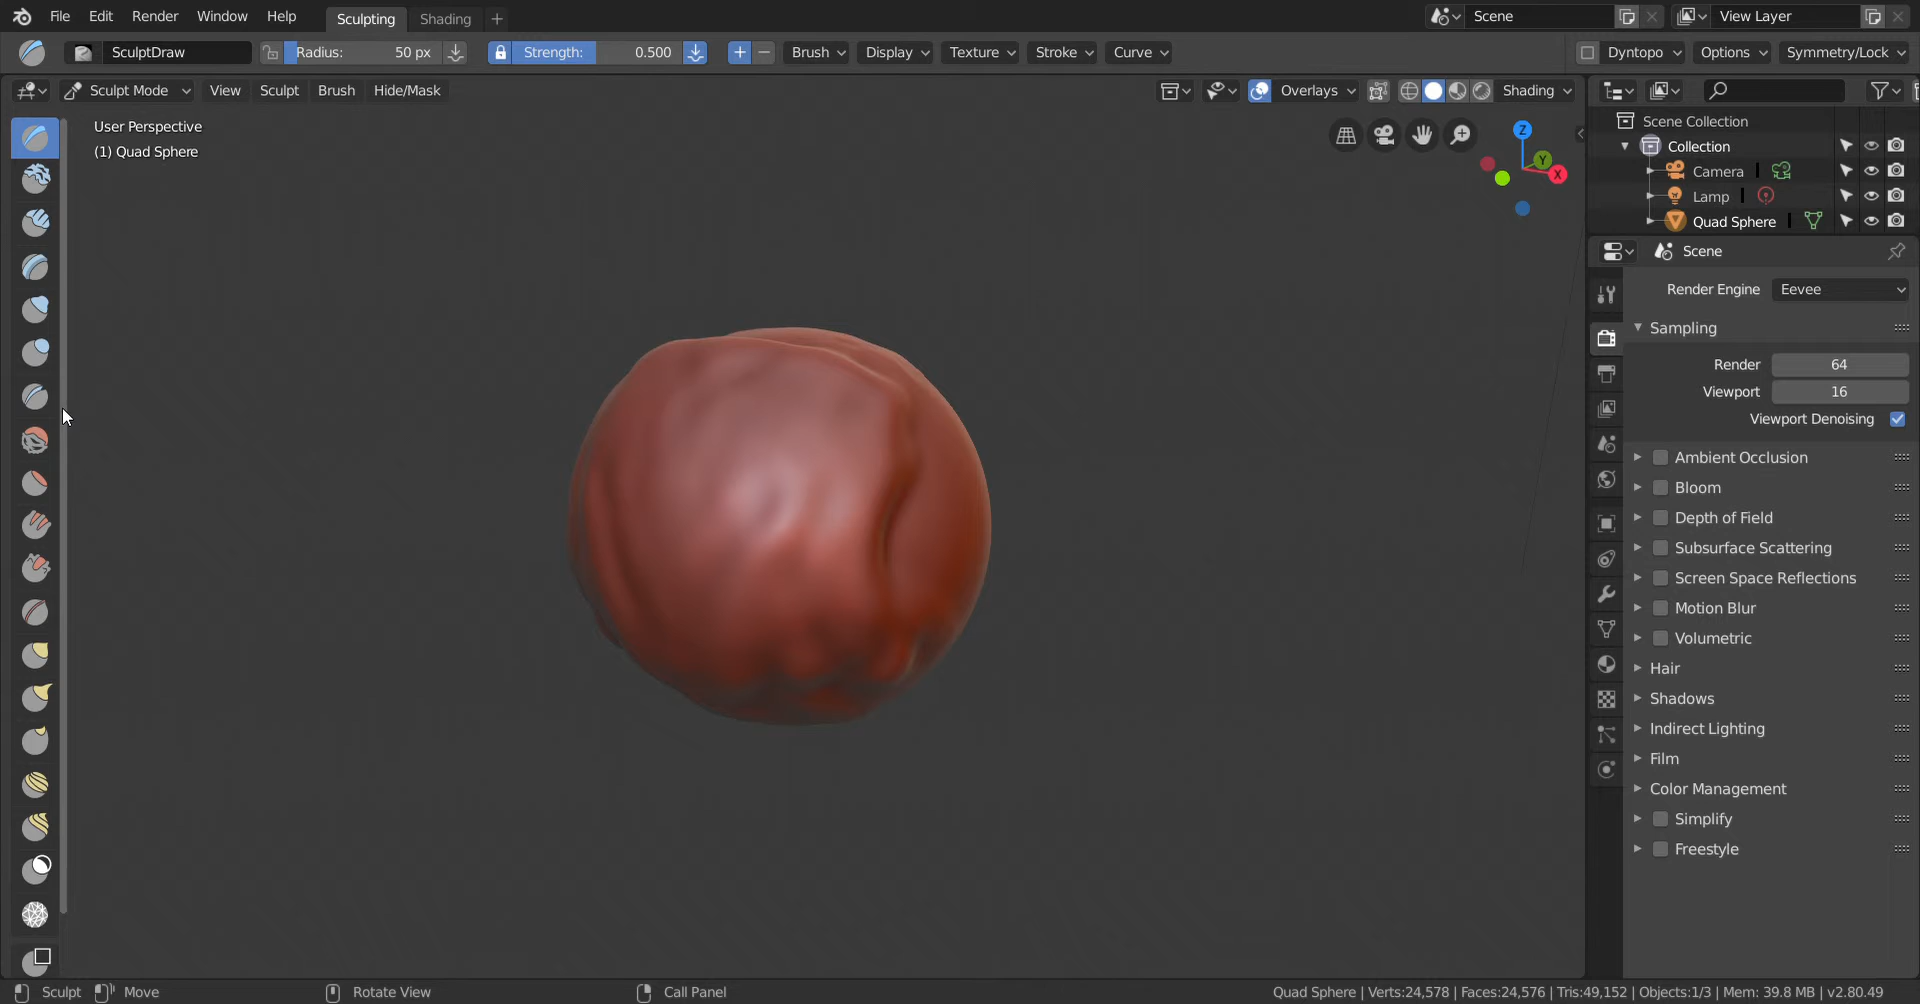 File Edit Render Window Help Sculpting Shading + Scene View Layer
SculptDraw Radius: 50 px Strength: 0.500 Brush Display Texture Stroke Curve Dyntopo Options Symmetry/Lock
Sculpt Mode View Sculpt Brush Hide/Mask Overlays Shading
User Perspective
(1) Quad Sphere
Z
Y
X
Scene Collection
Collection
Camera
Lamp
Quad Sphere
Scene
Render Engine Eevee
Sampling
Render 64
Viewport 16
Viewport Denoising
Ambient Occlusion
Bloom
Depth of Field
Subsurface Scattering
Screen Space Reflections
Motion Blur
Volumetric
Hair
Shadows
Indirect Lighting
Film
Color Management
Simplify
Freestyle
Sculpt Move Rotate View Call Panel Quad Sphere | Verts:24,578 | Faces:24,576 | Tris:49,152 | Objects:1/3 | Mem: 39.8 MB | v2.80.49